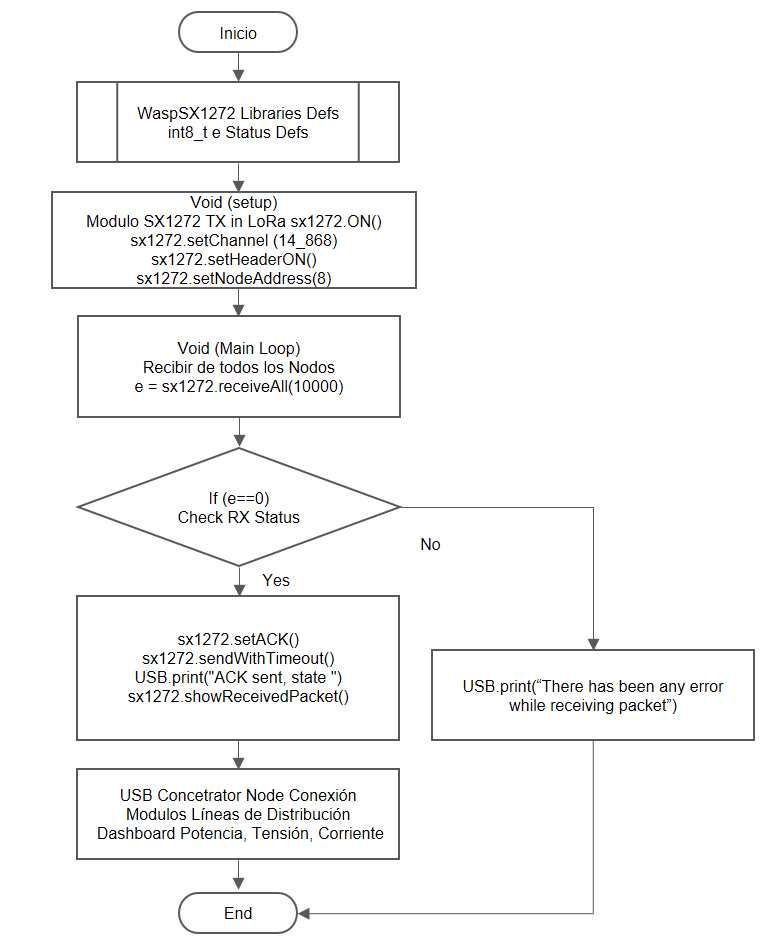 Inicio
WaspSX1272 Libraries Defs
int8_t e Status Defs
Void (setup)
Modulo SX1272 TX in LoRa sx1272.ON()
sx1272.setChannel (14_868)
sx1272.setHeaderON()
sx1272.setNodeAddress(8)
Void (Main Loop)
Recibir de todos los Nodos
e = sx1272.receiveAll(10000)
If (e==0)
Check RX Status
No
Yes
sx1272.setACK()
sx1272.sendWithTimeout()
USB.print("ACK sent, state ")
sx1272.showReceivedPacket()
USB.print(“There has been any error
while receiving packet”)
USB Concetrator Node Conexión
Modulos Líneas de Distribución
Dashboard Potencia, Tensión, Corriente
End